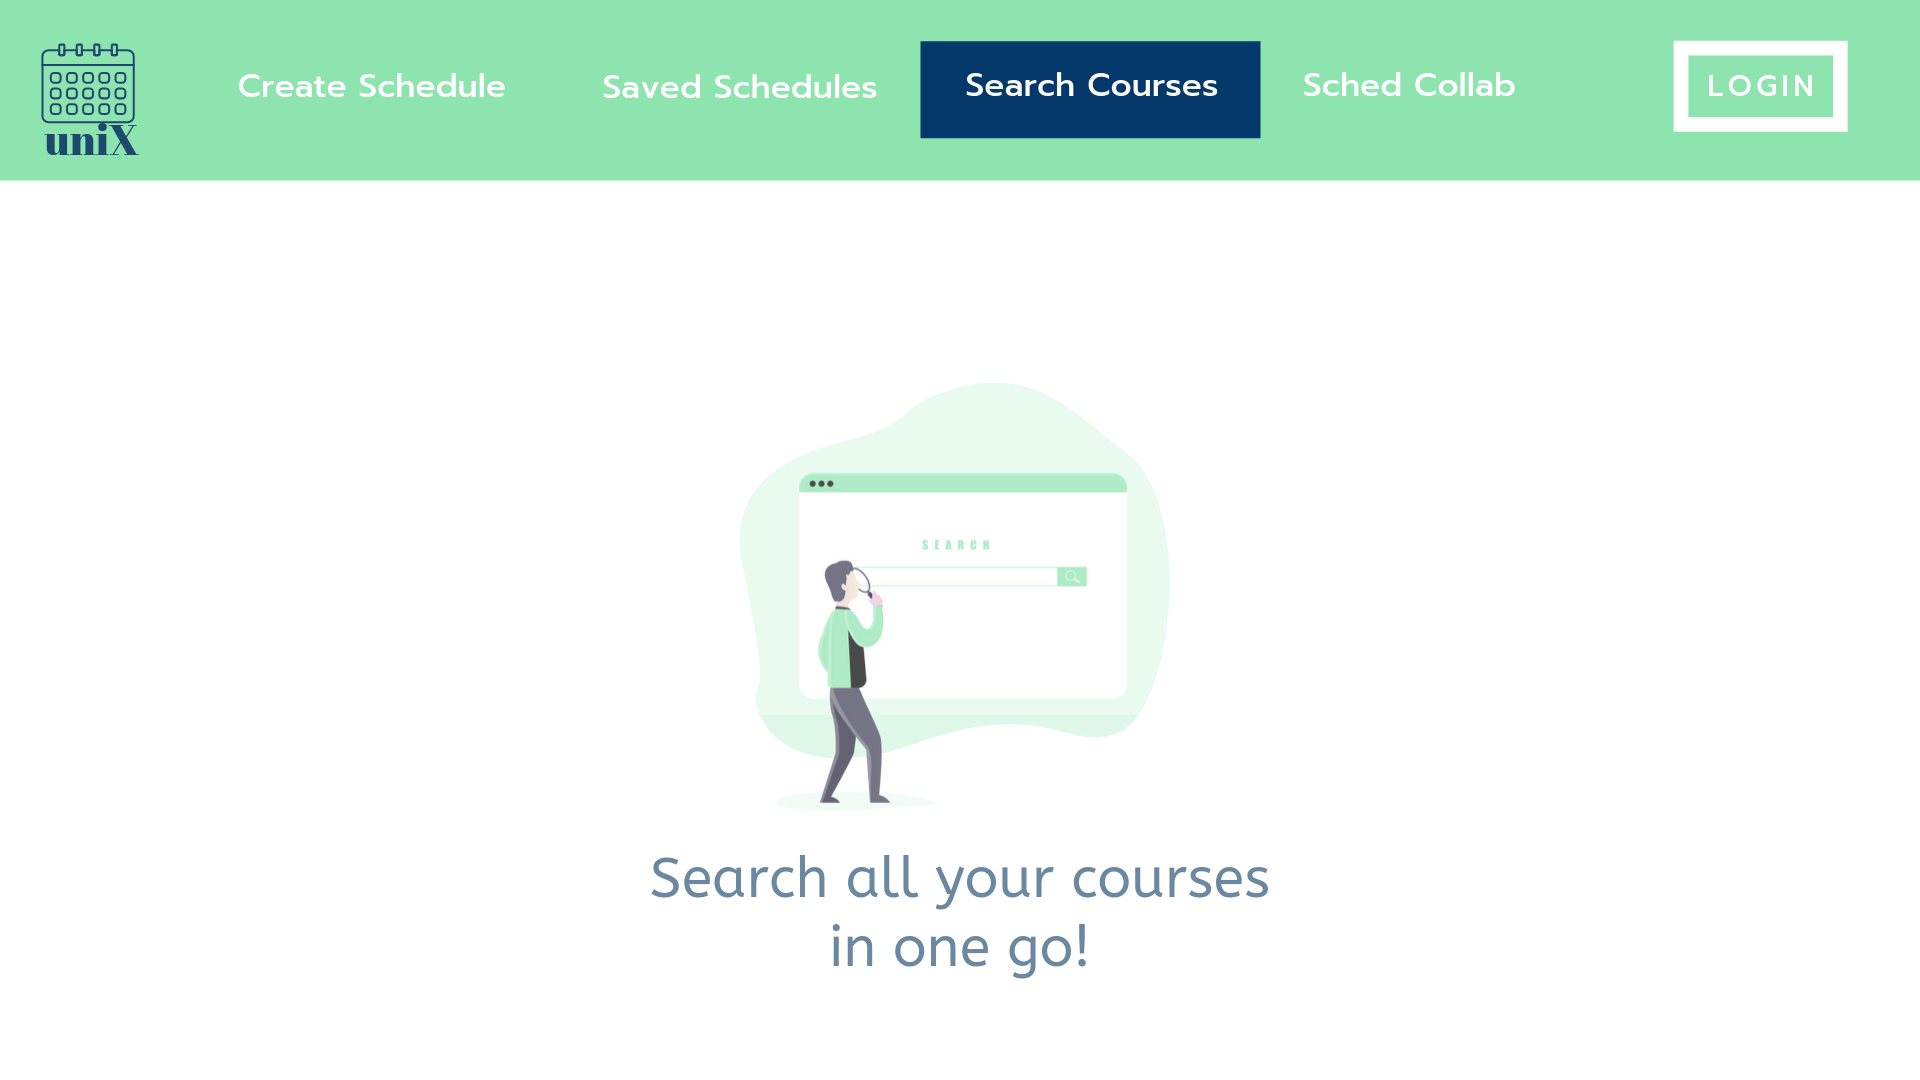 uniX
Create Schedule
Saved Schedules
Search Courses
Sched Collab
LOGIN
SEARCH
Search all your courses
in one go!